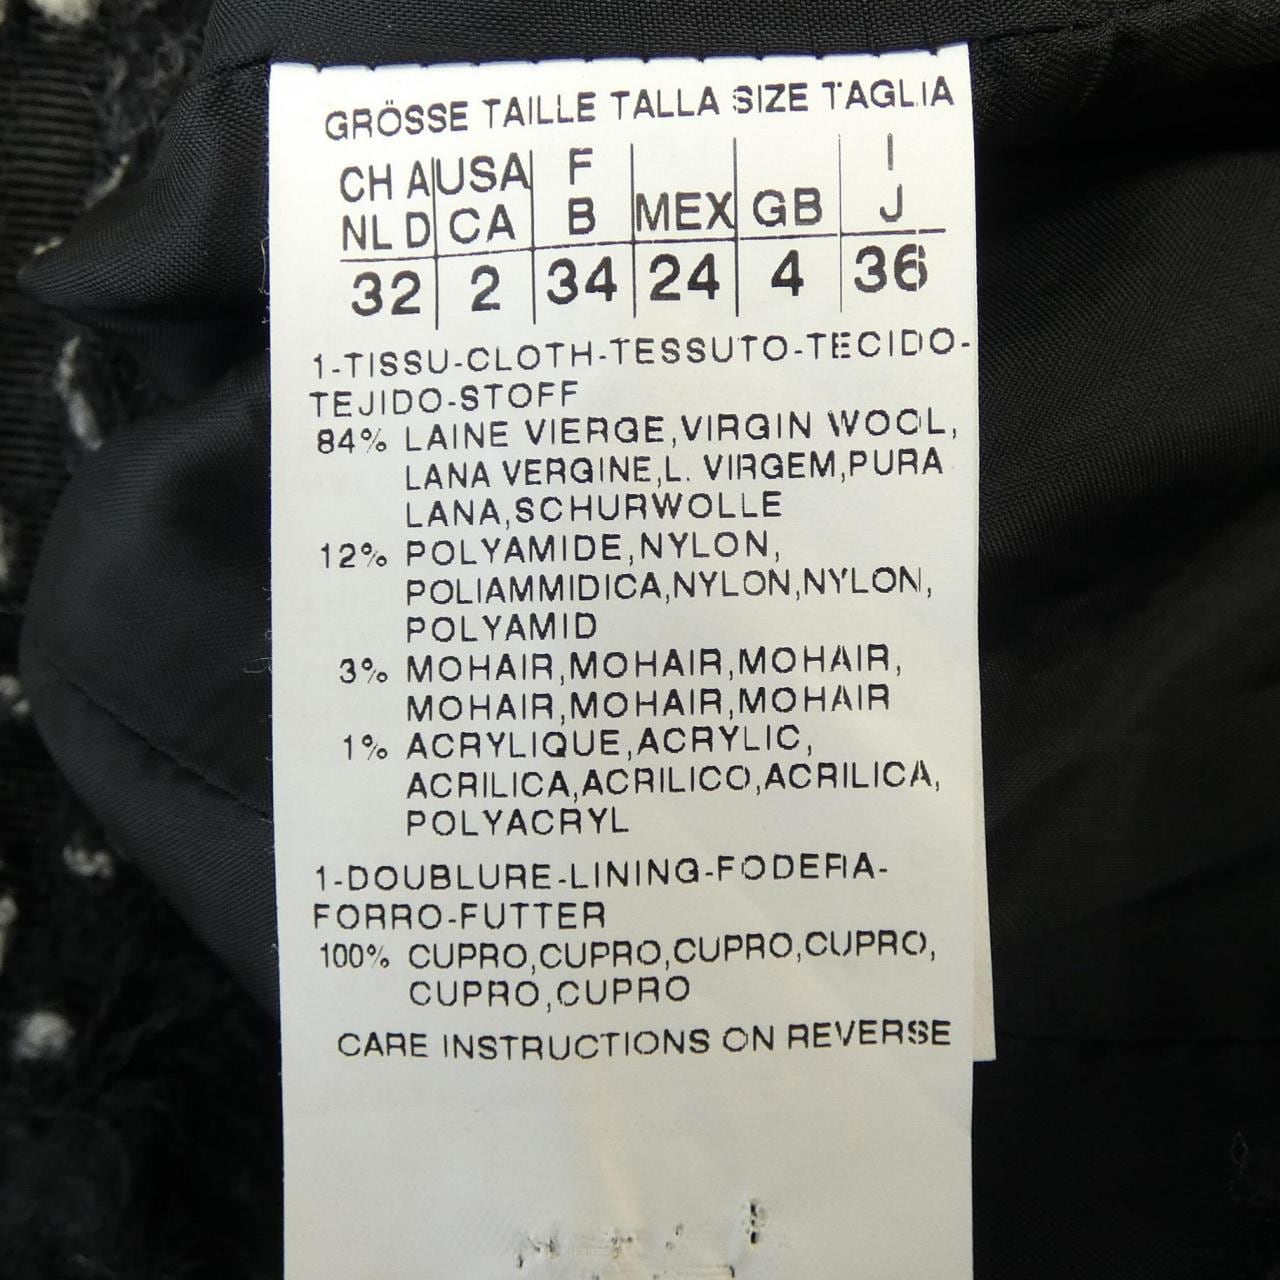 GRÖSSE TAILLE TALLA SIZE TAGLIA
CH A USA F MEX GB I
NL D CA B J
32 2 34 24 4 36
1-TISSU-CLOTH-TESSUTO-TECIDO-
TEJIDO-STOFF
84% LAINE VIERGE,VIRGIN WOOL,
LANA VERGINE,L. VIRGEM,PURA
LANA,SCHURWOLLE
12% POLYAMIDE,NYLON,
POLIAMMIDICA,NYLON,NYLON,
POLYAMID
3% MOHAIR,MOHAIR,MOHAIR,
MOHAIR,MOHAIR,MOHAIR
1% ACRYLIQUE,ACRYLIC,
ACRILICA,ACRILICO,ACRILICA,
POLYACRYL
1-DOUBLURE-LINING-FODERA-
FORRO-FUTTER
100% CUPRO,CUPRO,CUPRO,CUPRO,
CUPRO,CUPRO
CARE INSTRUCTIONS ON REVERSE